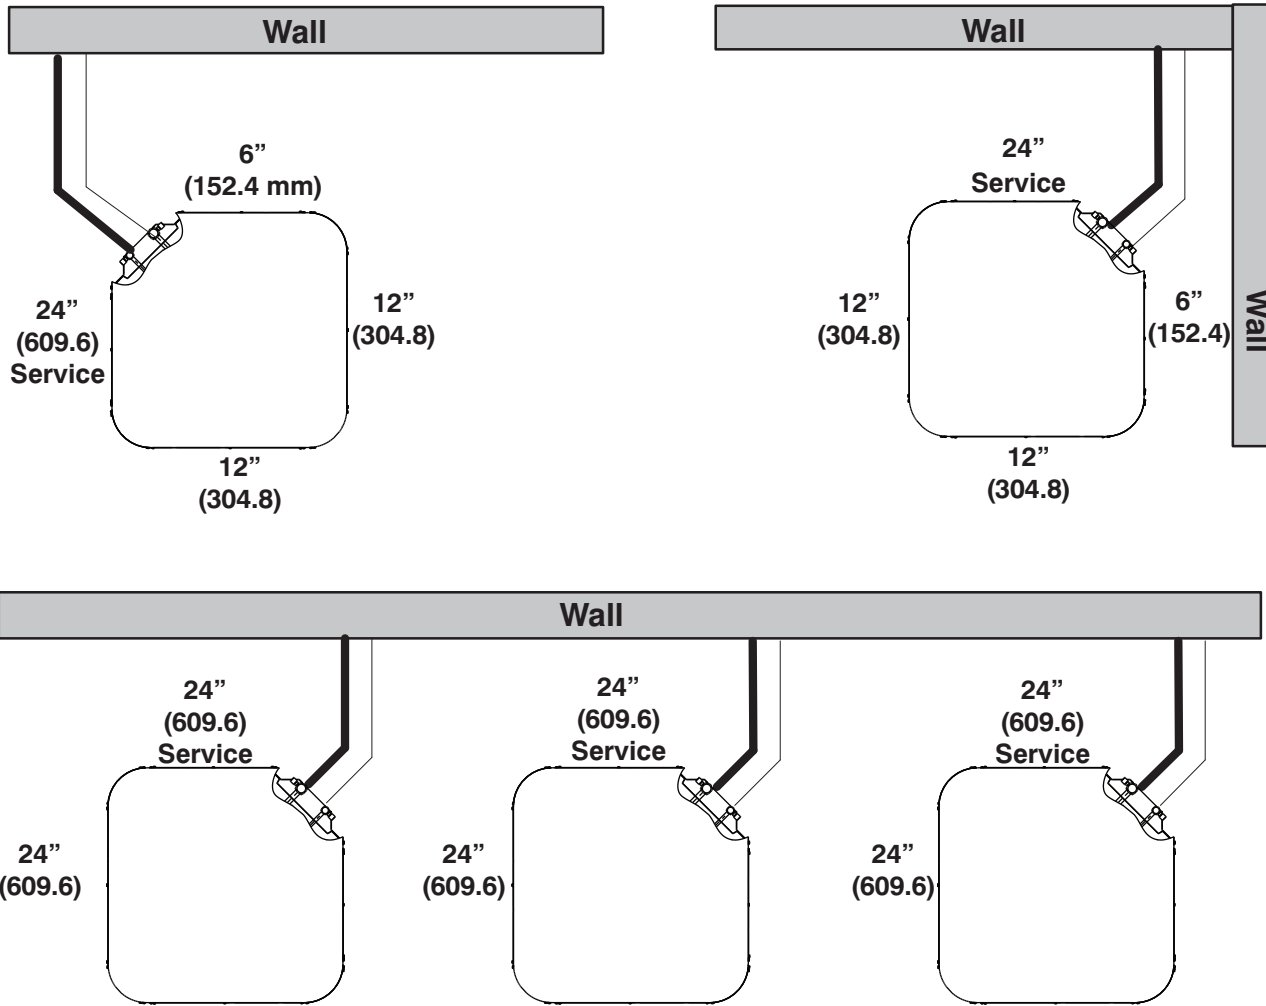 Wall
6”
(152.4 mm)
24”
(609.6)
Service
12”
(304.8)
12”
(304.8)
Wall
24”
Service
12”
(304.8)
6”
(152.4)
Wall
12”
(304.8)
Wall
24”
(609.6)
Service
24”
(609.6)
Service
24”
(609.6)
Service
24”
(609.6)
24”
(609.6)
24”
(609.6)